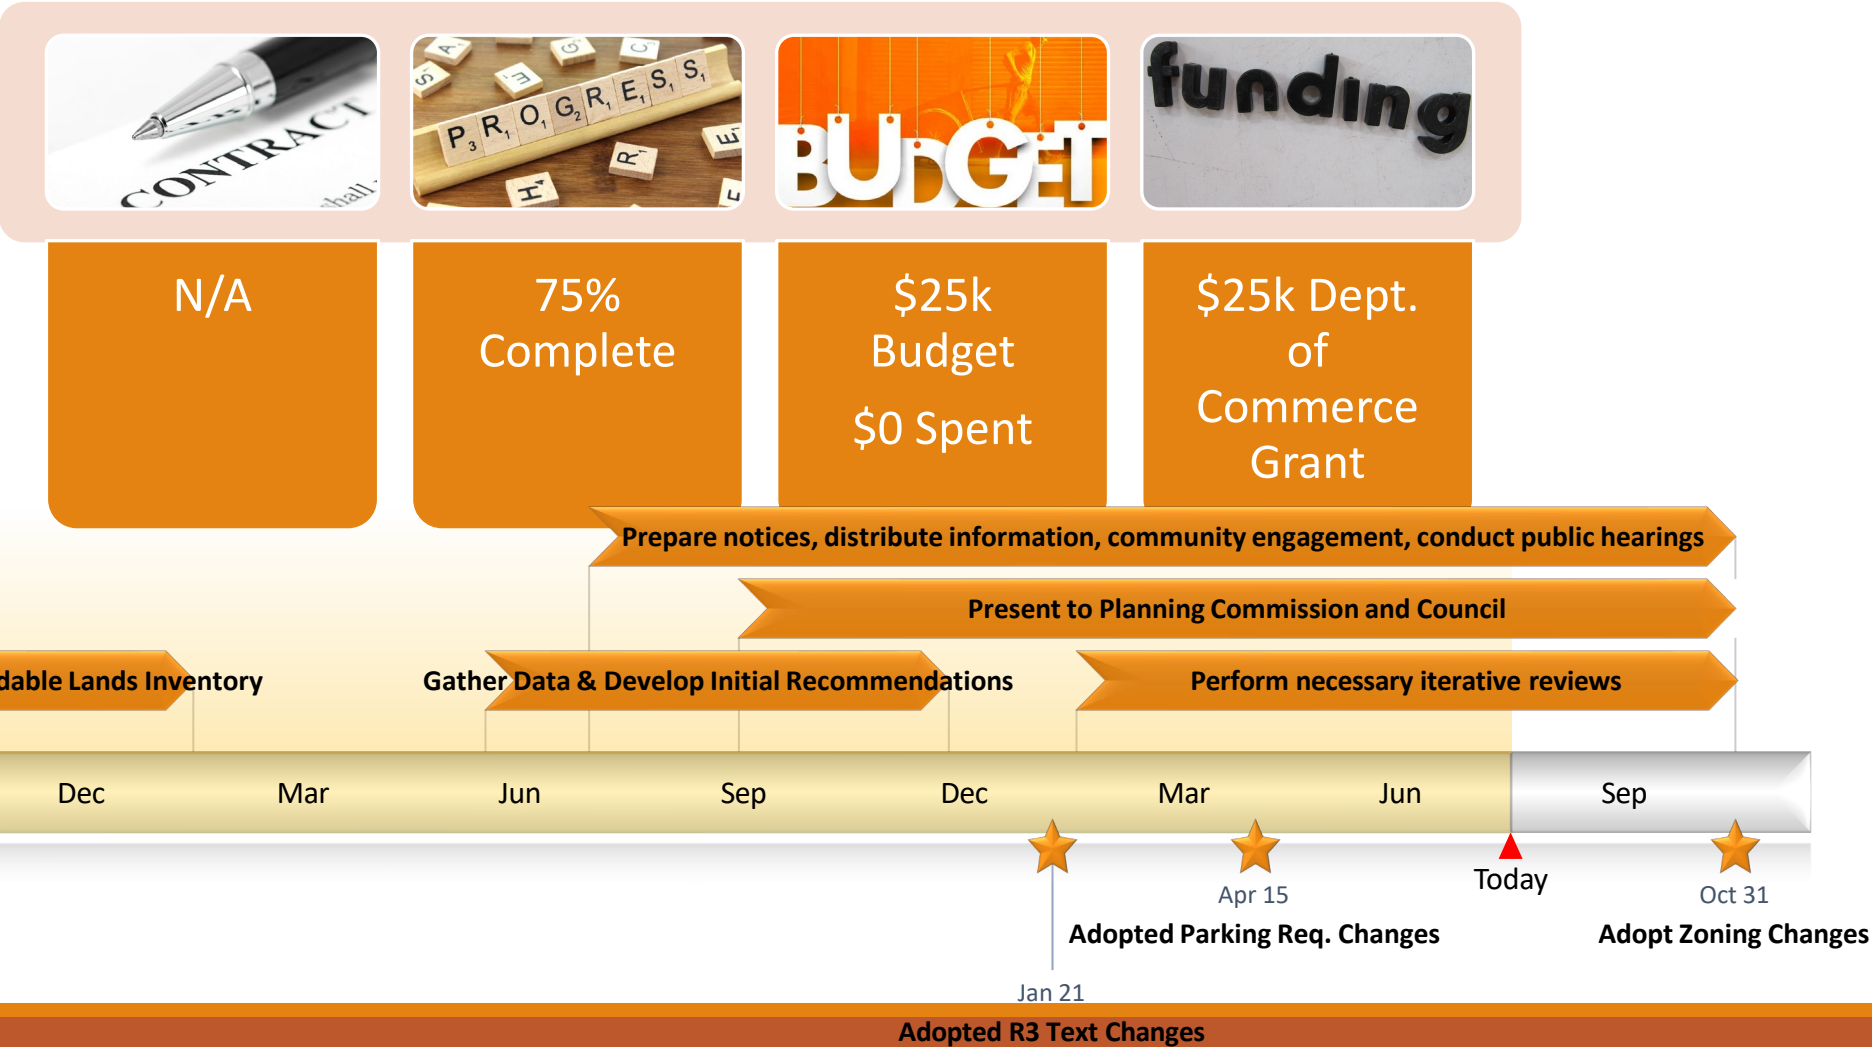 CONTRACT
shall
PROGRESS
BUDGET
funding
N/A
75%
Complete
$25k
Budget
$0 Spent
$25k Dept.
of
Commerce
Grant
Prepare notices, distribute information, community engagement, conduct public hearings
Present to Planning Commission and Council
dable Lands Inventory
Gather Data & Develop Initial Recommendations
Perform necessary iterative reviews
Dec Mar Jun Sep Dec Mar Jun Sep
Today
Apr 15
Oct 31
Adopted Parking Req. Changes
Adopt Zoning Changes
Jan 21
Adopted R3 Text Changes